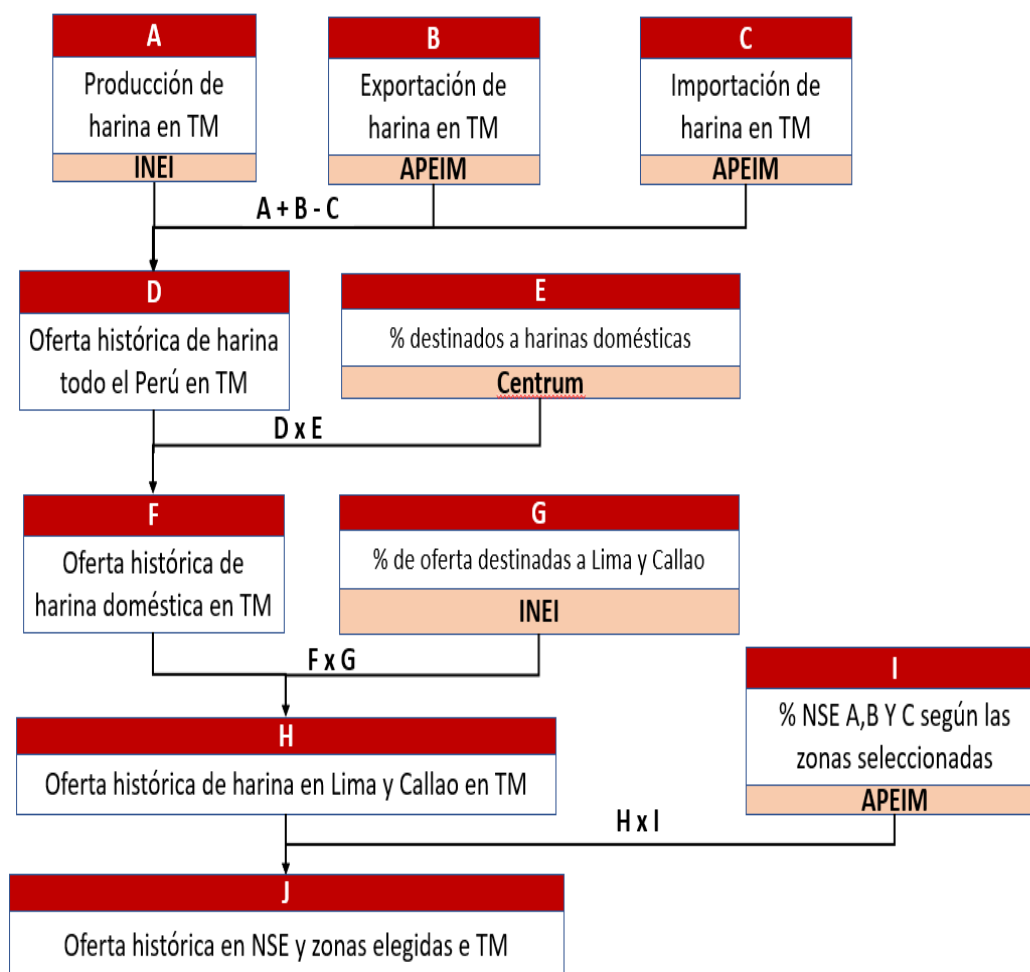 A
Producción de
harina en TM
INEI
B
Exportación de
harina en TM
APEIM
C
Importación de
harina en TM
APEIM
A + B - C
D
Oferta histórica de harina
todo el Perú en TM
E
% destinados a harinas domésticas
Centrum
D x E
F
Oferta histórica de
harina doméstica en TM
G
% de oferta destinadas a Lima y Callao
INEI
F x G
H
Oferta histórica de harina en Lima y Callao en TM
I
% NSE A,B Y C según las
zonas seleccionadas
APEIM
H x I
J
Oferta histórica en NSE y zonas elegidas e TM